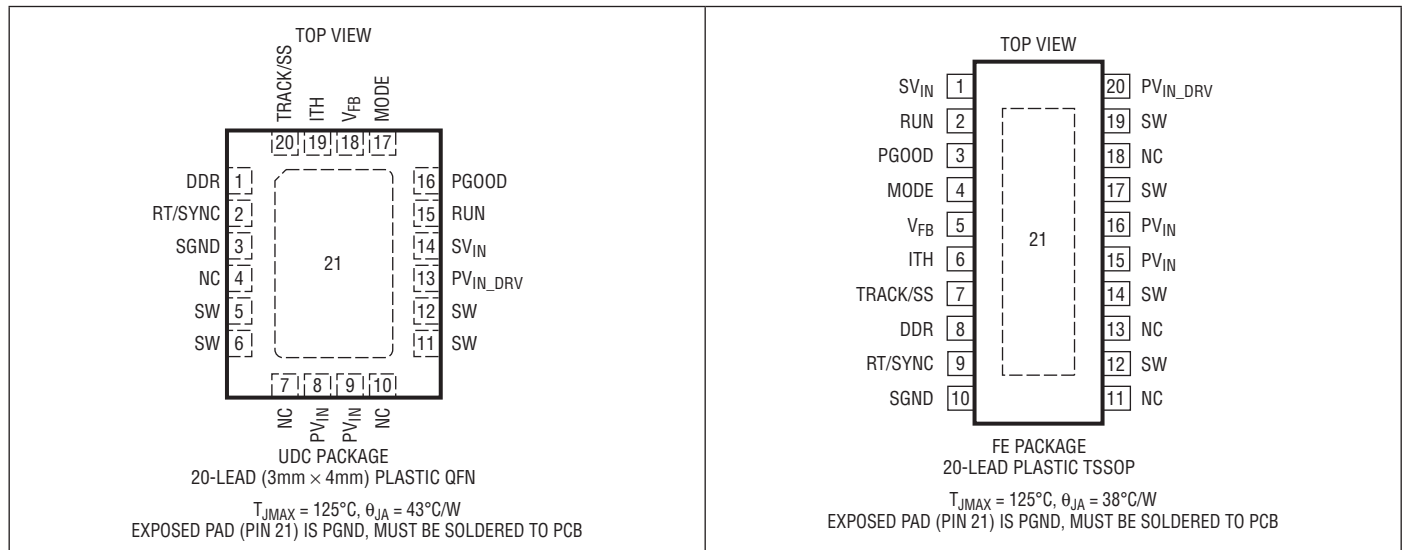 TOP VIEW
TRACK/SS
ITH
VFB
MODE
20 19 18 17
DDR 1
RT/SYNC 2
SGND 3
NC 4
SW 5
SW 6
21
16 PGOOD
15 RUN
14 SVIN
13 PVIN_DRV
12 SW
11 SW
7 8 9 10
NC
PVIN
PVIN
NC
UDC PACKAGE
20-LEAD (3mm × 4mm) PLASTIC QFN
TJMAX = 125°C, θJA = 43°C/W
EXPOSED PAD (PIN 21) IS PGND, MUST BE SOLDERED TO PCB
TOP VIEW
SVIN 1
RUN 2
PGOOD 3
MODE 4
VFB 5
ITH 6
TRACK/SS 7
DDR 8
RT/SYNC 9
SGND 10
21
20 PVIN_DRV
19 SW
18 NC
17 SW
16 PVIN
15 PVIN
14 SW
13 NC
12 SW
11 NC
FE PACKAGE
20-LEAD PLASTIC TSSOP
TJMAX = 125°C, θJA = 38°C/W
EXPOSED PAD (PIN 21) IS PGND, MUST BE SOLDERED TO PCB